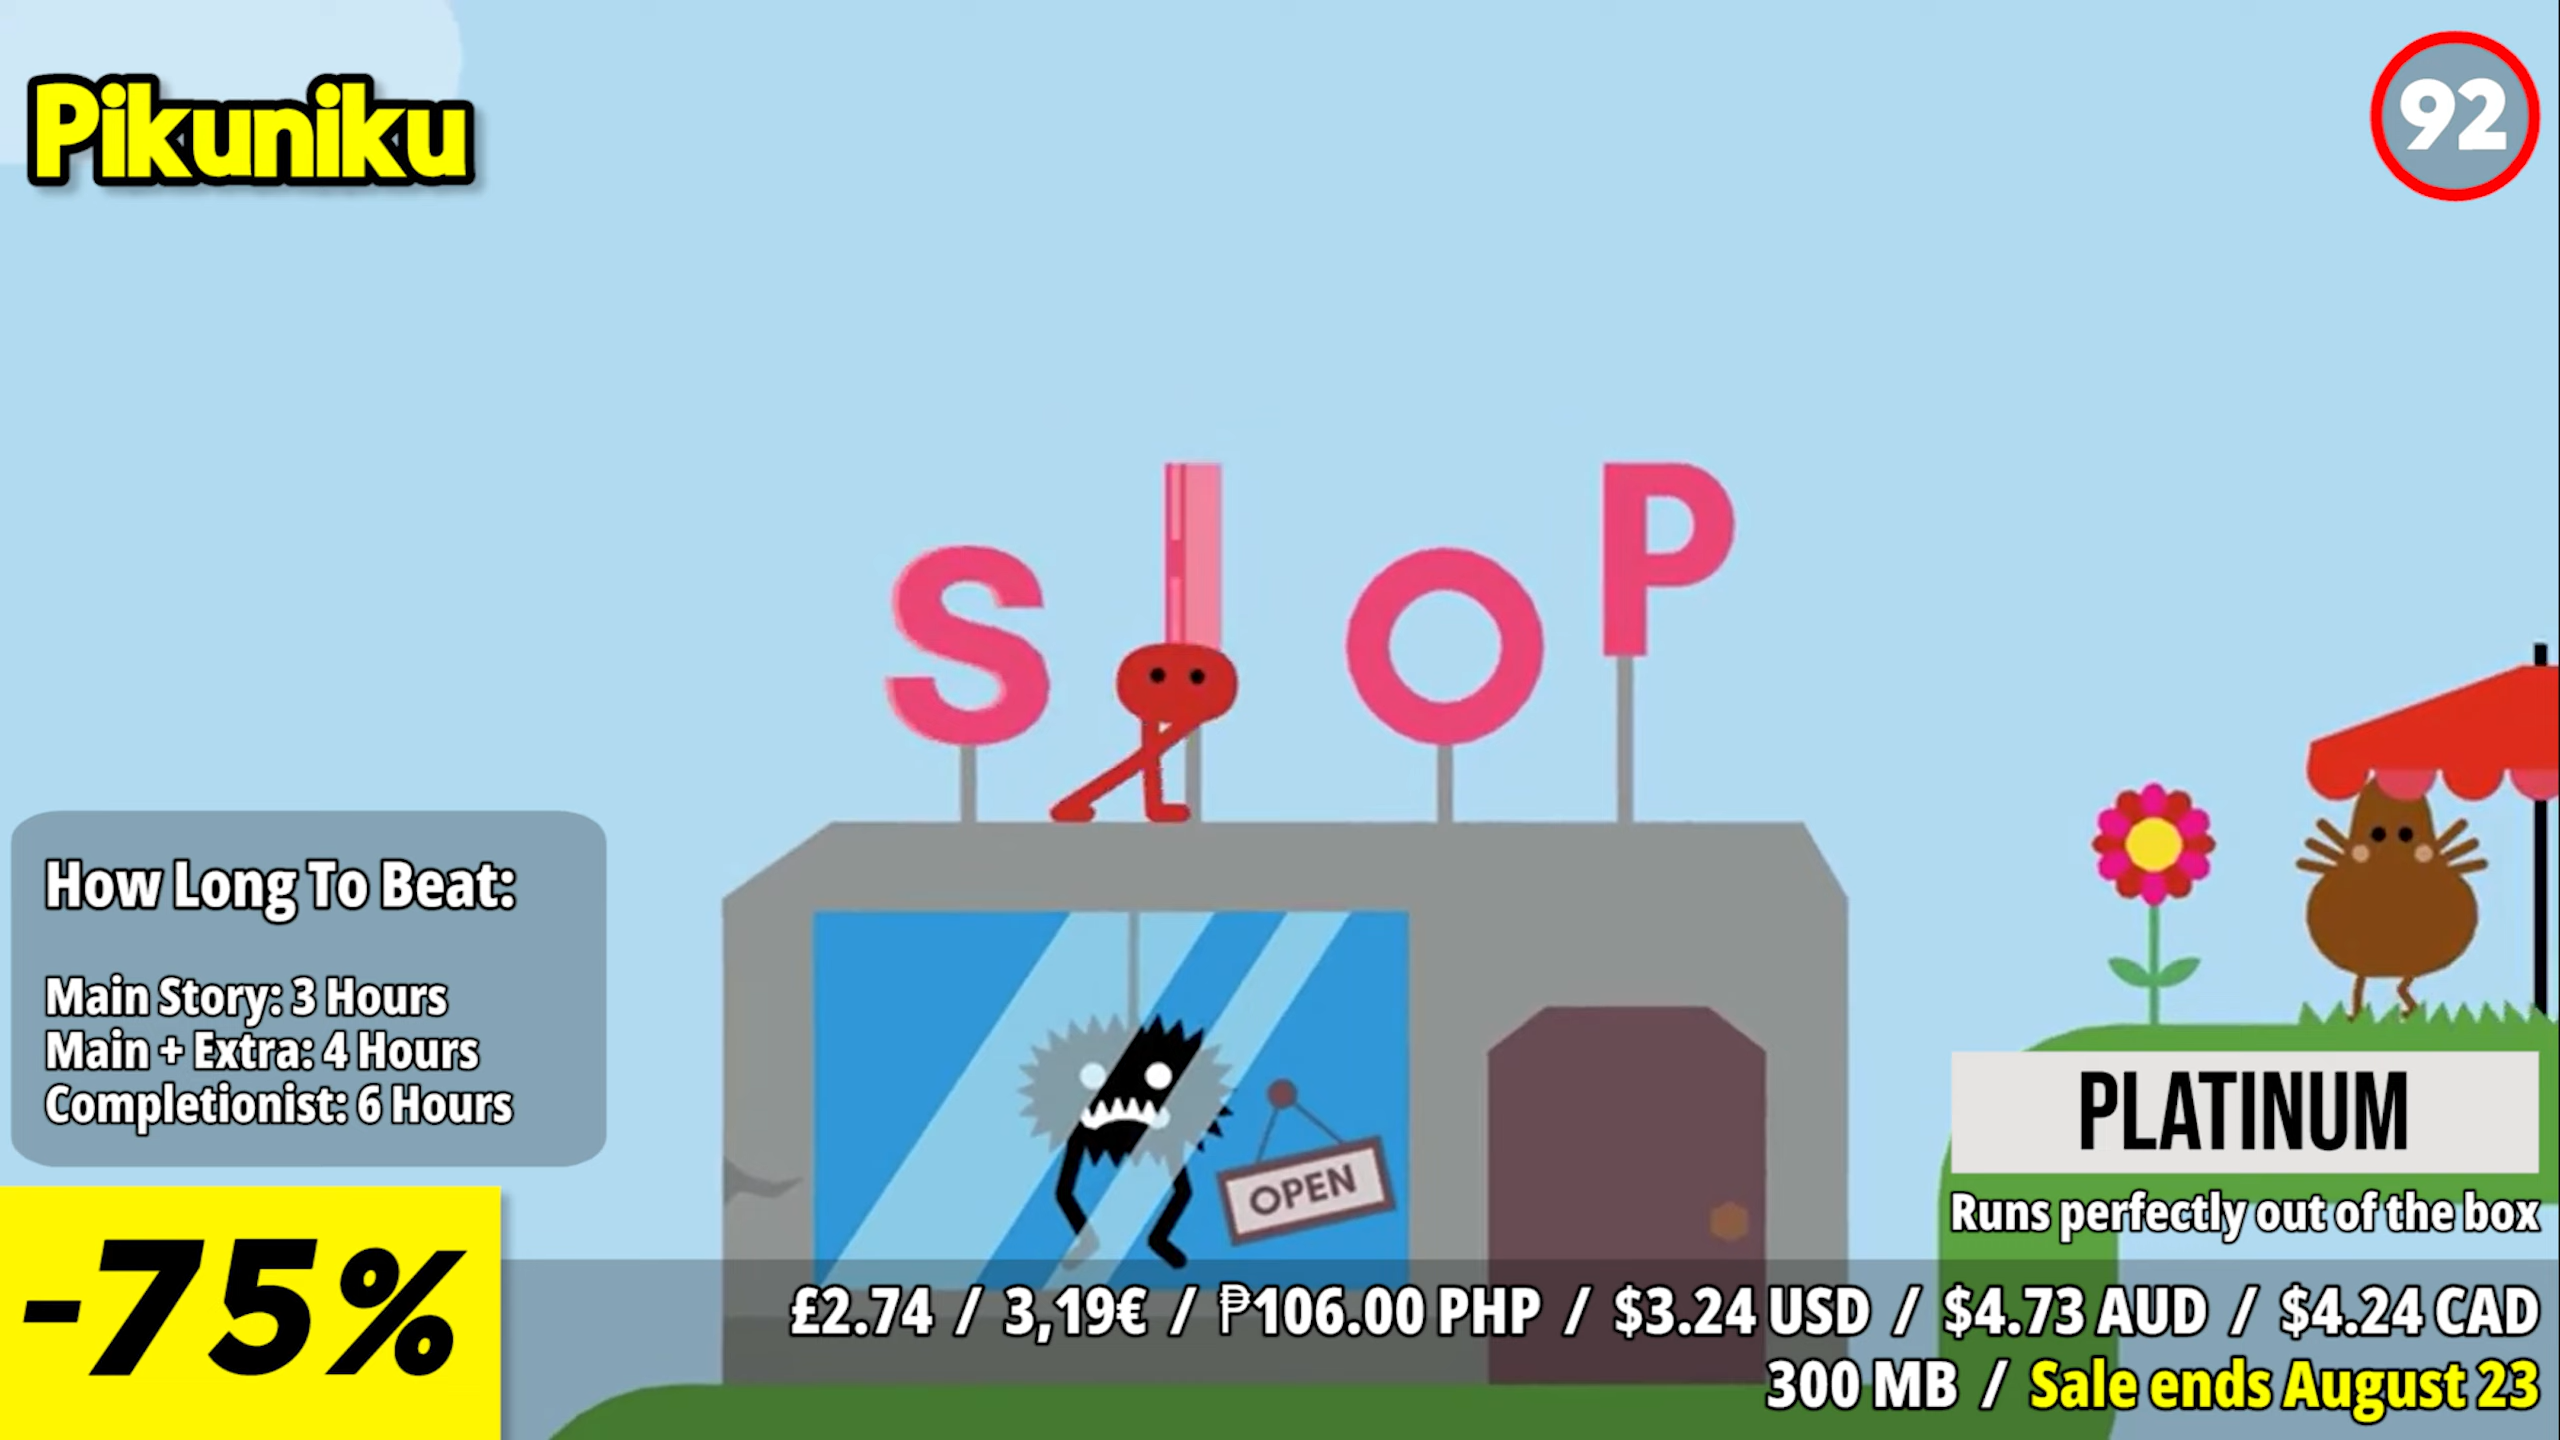 Pikuniku
92
S I O P
How Long To Beat:
Main Story: 3 Hours
Main + Extra: 4 Hours
Completionist: 6 Hours
OPEN
PLATINUM
Runs perfectly out of the box
-75%
£2.74 / 3,19€ / ₱106.00 PHP / $3.24 USD / $4.73 AUD / $4.24 CAD
300 MB / Sale ends August 23